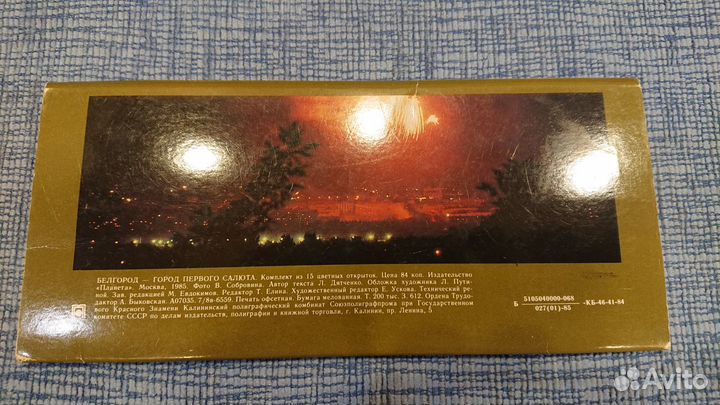 БЕЛГОРОД — ГОРОД ПЕРВОГО САЛЮТА. Комплект из 15 цветных открыток. Цена 84 коп. Издательство
«Планета». Москва, 1985. Фото В. Собровина. Автор текста Л. Дятченко. Обложка художника Л. Пути-
ной. Зав. редакцией М. Евдокимов. Редактор Т. Елина. Художественный редактор Е. Ускова. Технический ре-
дактор А. Быковская. А07035. 7/8в-6559. Печать офсетная. Бумага мелованная. Т. 200 тыс. З. 612. Ордена Трудо-
вого Красного Знамени Калининский полиграфический комбинат Союзполиграфпрома при Государственном
комитете СССР по делам издательств, полиграфии и книжной торговли, г. Калинин, пр. Ленина, 5
Б 5105040000-068
027(01)-85 -КБ-46-41-84
Avito